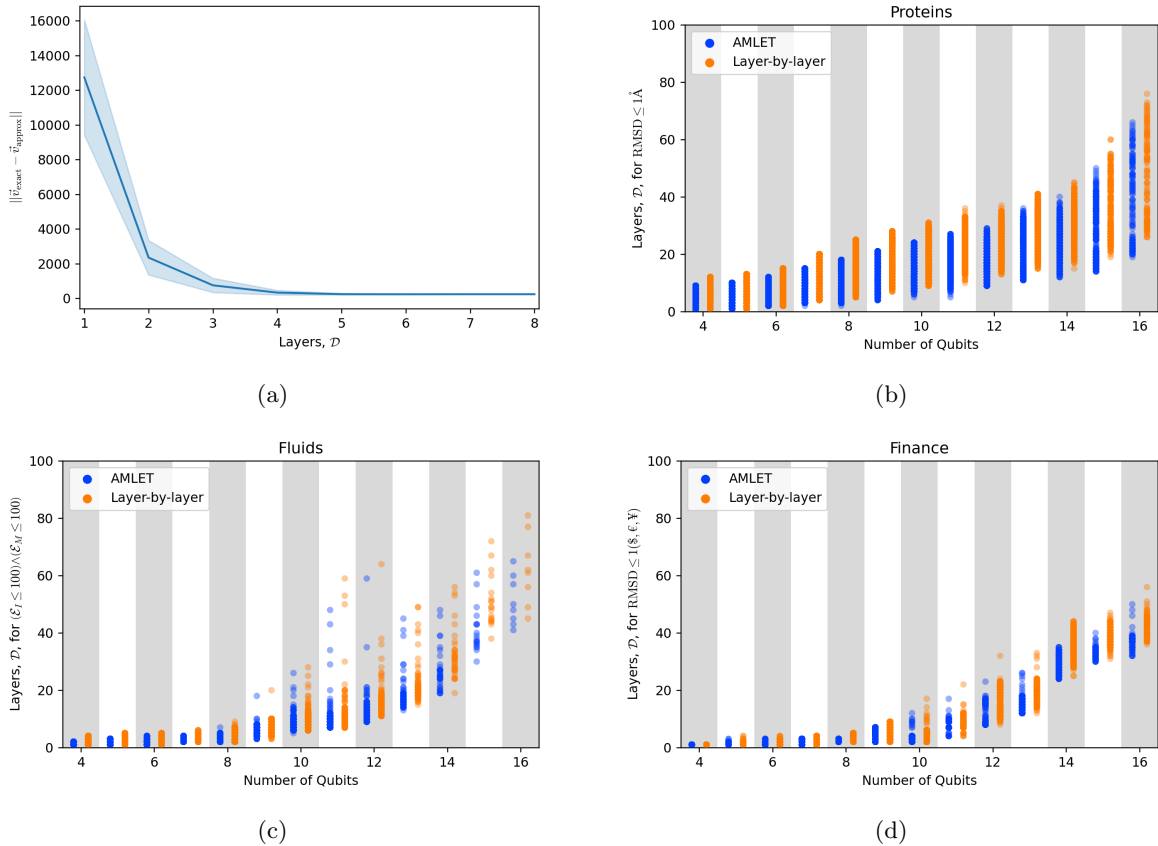 16000
14000
12000
10000
8000
6000
4000
2000
0
||v⃗exact − v⃗approx||
1 2 3 4 5 6 7 8
Layers, 𝒟
(a)
Proteins
100
80
60
40
20
0
Layers, 𝒟, for RMSD ≤ 1Å
AMLET
Layer-by-layer
4 6 8 10 12 14 16
Number of Qubits
(b)
Fluids
100
80
60
40
20
0
Layers, 𝒟, for (ℰI ≤ 100)∧(ℰM ≤ 100)
AMLET
Layer-by-layer
4 6 8 10 12 14 16
Number of Qubits
(c)
Finance
100
80
60
40
20
0
Layers, 𝒟, for RMSD ≤ 1($, €, ¥)
AMLET
Layer-by-layer
4 6 8 10 12 14 16
Number of Qubits
(d)